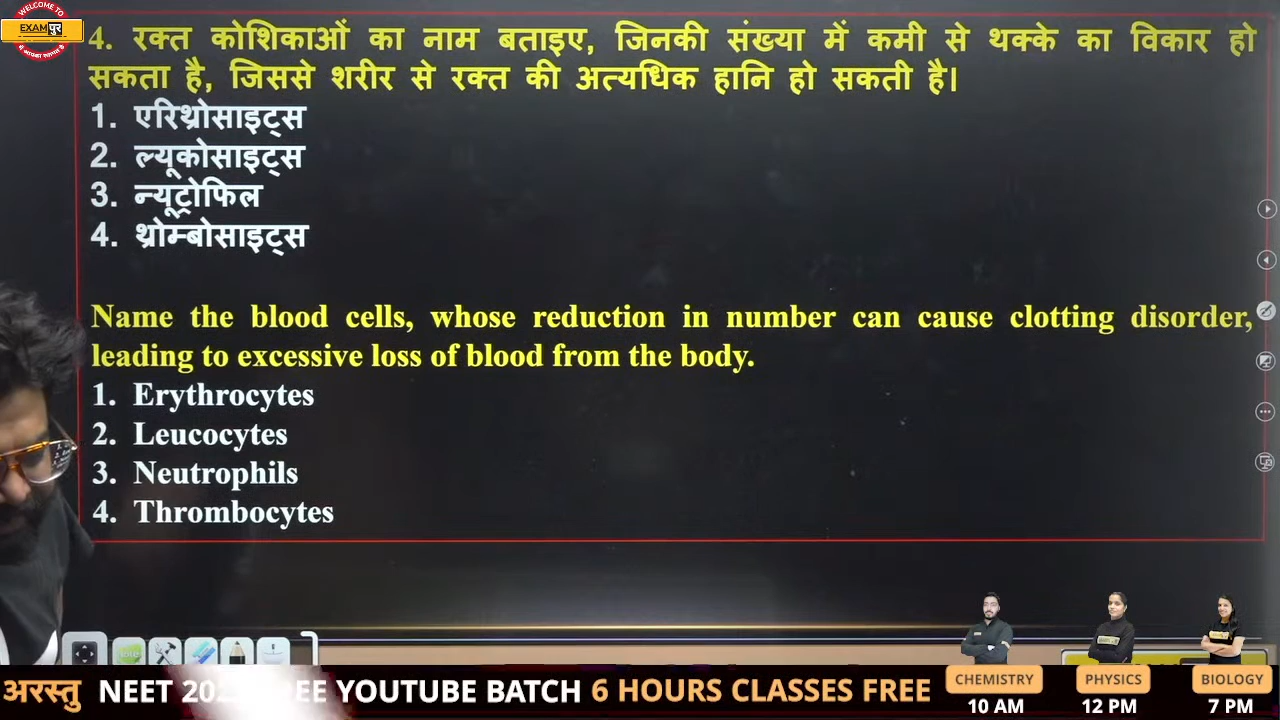 WELCOME TO
EXAM पुर
4. रक्त कोशिकाओं का नाम बताइए, जिनकी संख्या में कमी से थक्के का विकार हो
सकता है, जिससे शरीर से रक्त की अत्यधिक हानि हो सकती है।
1. एरिथ्रोसाइट्स
2. ल्यूकोसाइट्स
3. न्यूट्रोफिल
4. थ्रोम्बोसाइट्स
Name the blood cells, whose reduction in number can cause clotting disorder,
leading to excessive loss of blood from the body.
1. Erythrocytes
2. Leucocytes
3. Neutrophils
4. Thrombocytes
अरस्तु NEET YOUTUBE BATCH 6 HOURS CLASSES FREE
CHEMISTRY PHYSICS BIOLOGY
10 AM 12 PM 7 PM